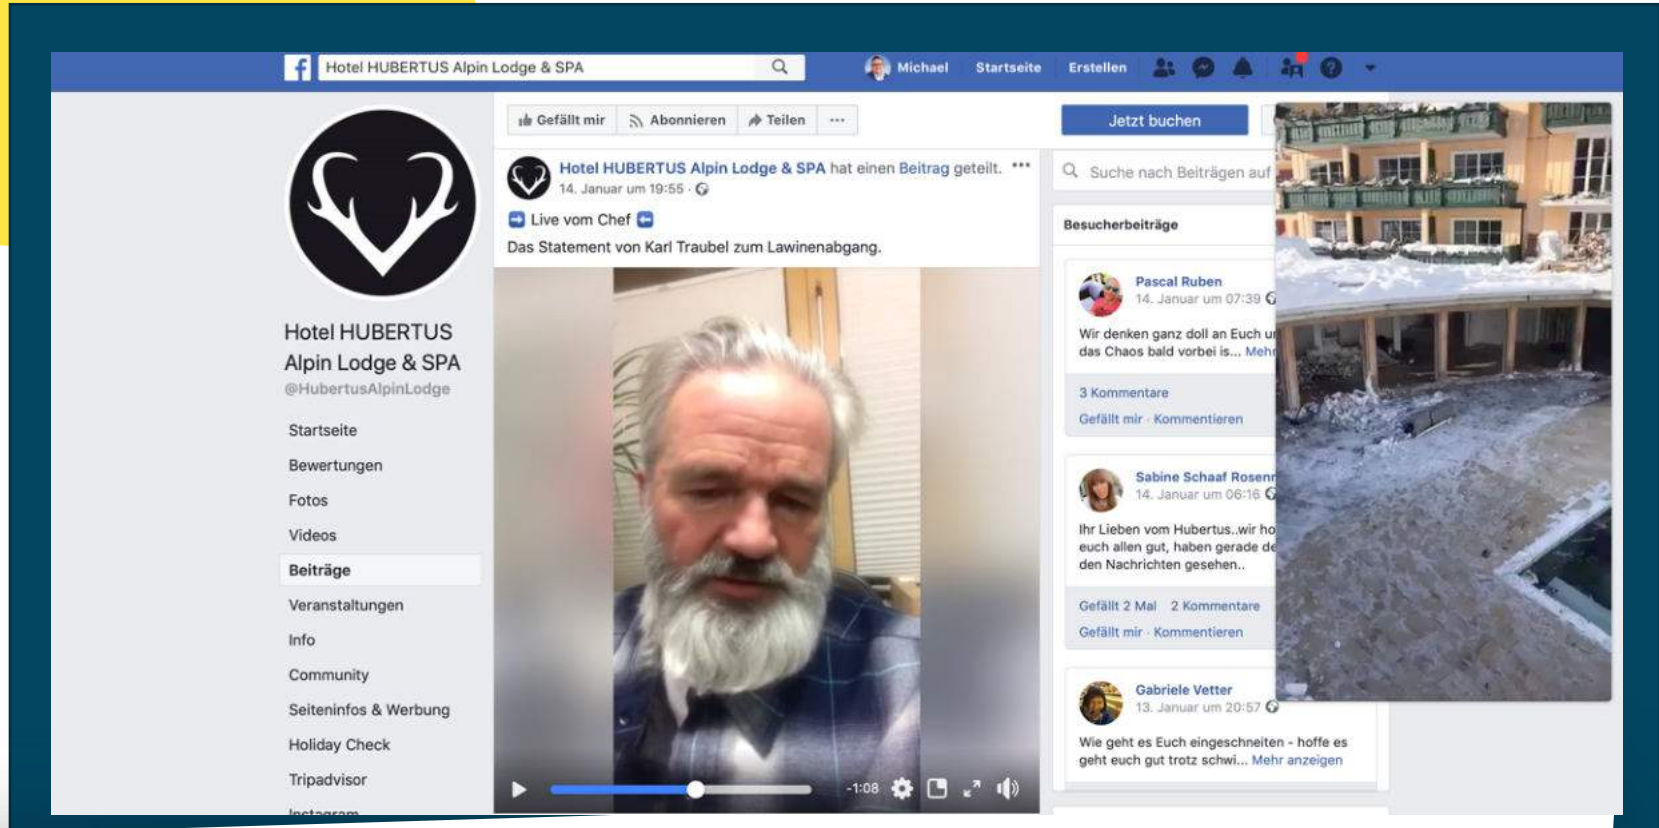 Hotel HUBERTUS Alpin Lodge & SPA
Michael Startseite Erstellen
Gefällt mir Abonnieren Teilen
Jetzt buchen
Hotel HUBERTUS
Alpin Lodge & SPA
@HubertusAlpinLodge
Startseite
Bewertungen
Fotos
Videos
Beiträge
Veranstaltungen
Info
Community
Seiteninfos & Werbung
Holiday Check
Tripadvisor
Instagram
Hotel HUBERTUS Alpin Lodge & SPA hat einen Beitrag geteilt.
14. Januar um 19:55
Live vom Chef
Das Statement von Karl Traubel zum Lawinenabgang.
-1:08
Suche nach Beiträgen auf
Besucherbeiträge
Pascal Ruben
14. Januar um 07:39
Wir denken ganz doll an Euch
das Chaos bald vorbei is... Mehr
3 Kommentare
Gefällt mir · Kommentieren
Sabine Schaaf
14. Januar um 06:16
Ihr Lieben vom Hubertus..wir
euch allen gut, haben gerade
den Nachrichten gesehen..
Gefällt 2 Mal 2 Kommentare
Gefällt mir · Kommentieren
Gabriele Vetter
13. Januar um 20:57
Wie geht es Euch eingeschneiten - hoffe es
geht euch gut trotz schwi... Mehr anzeigen